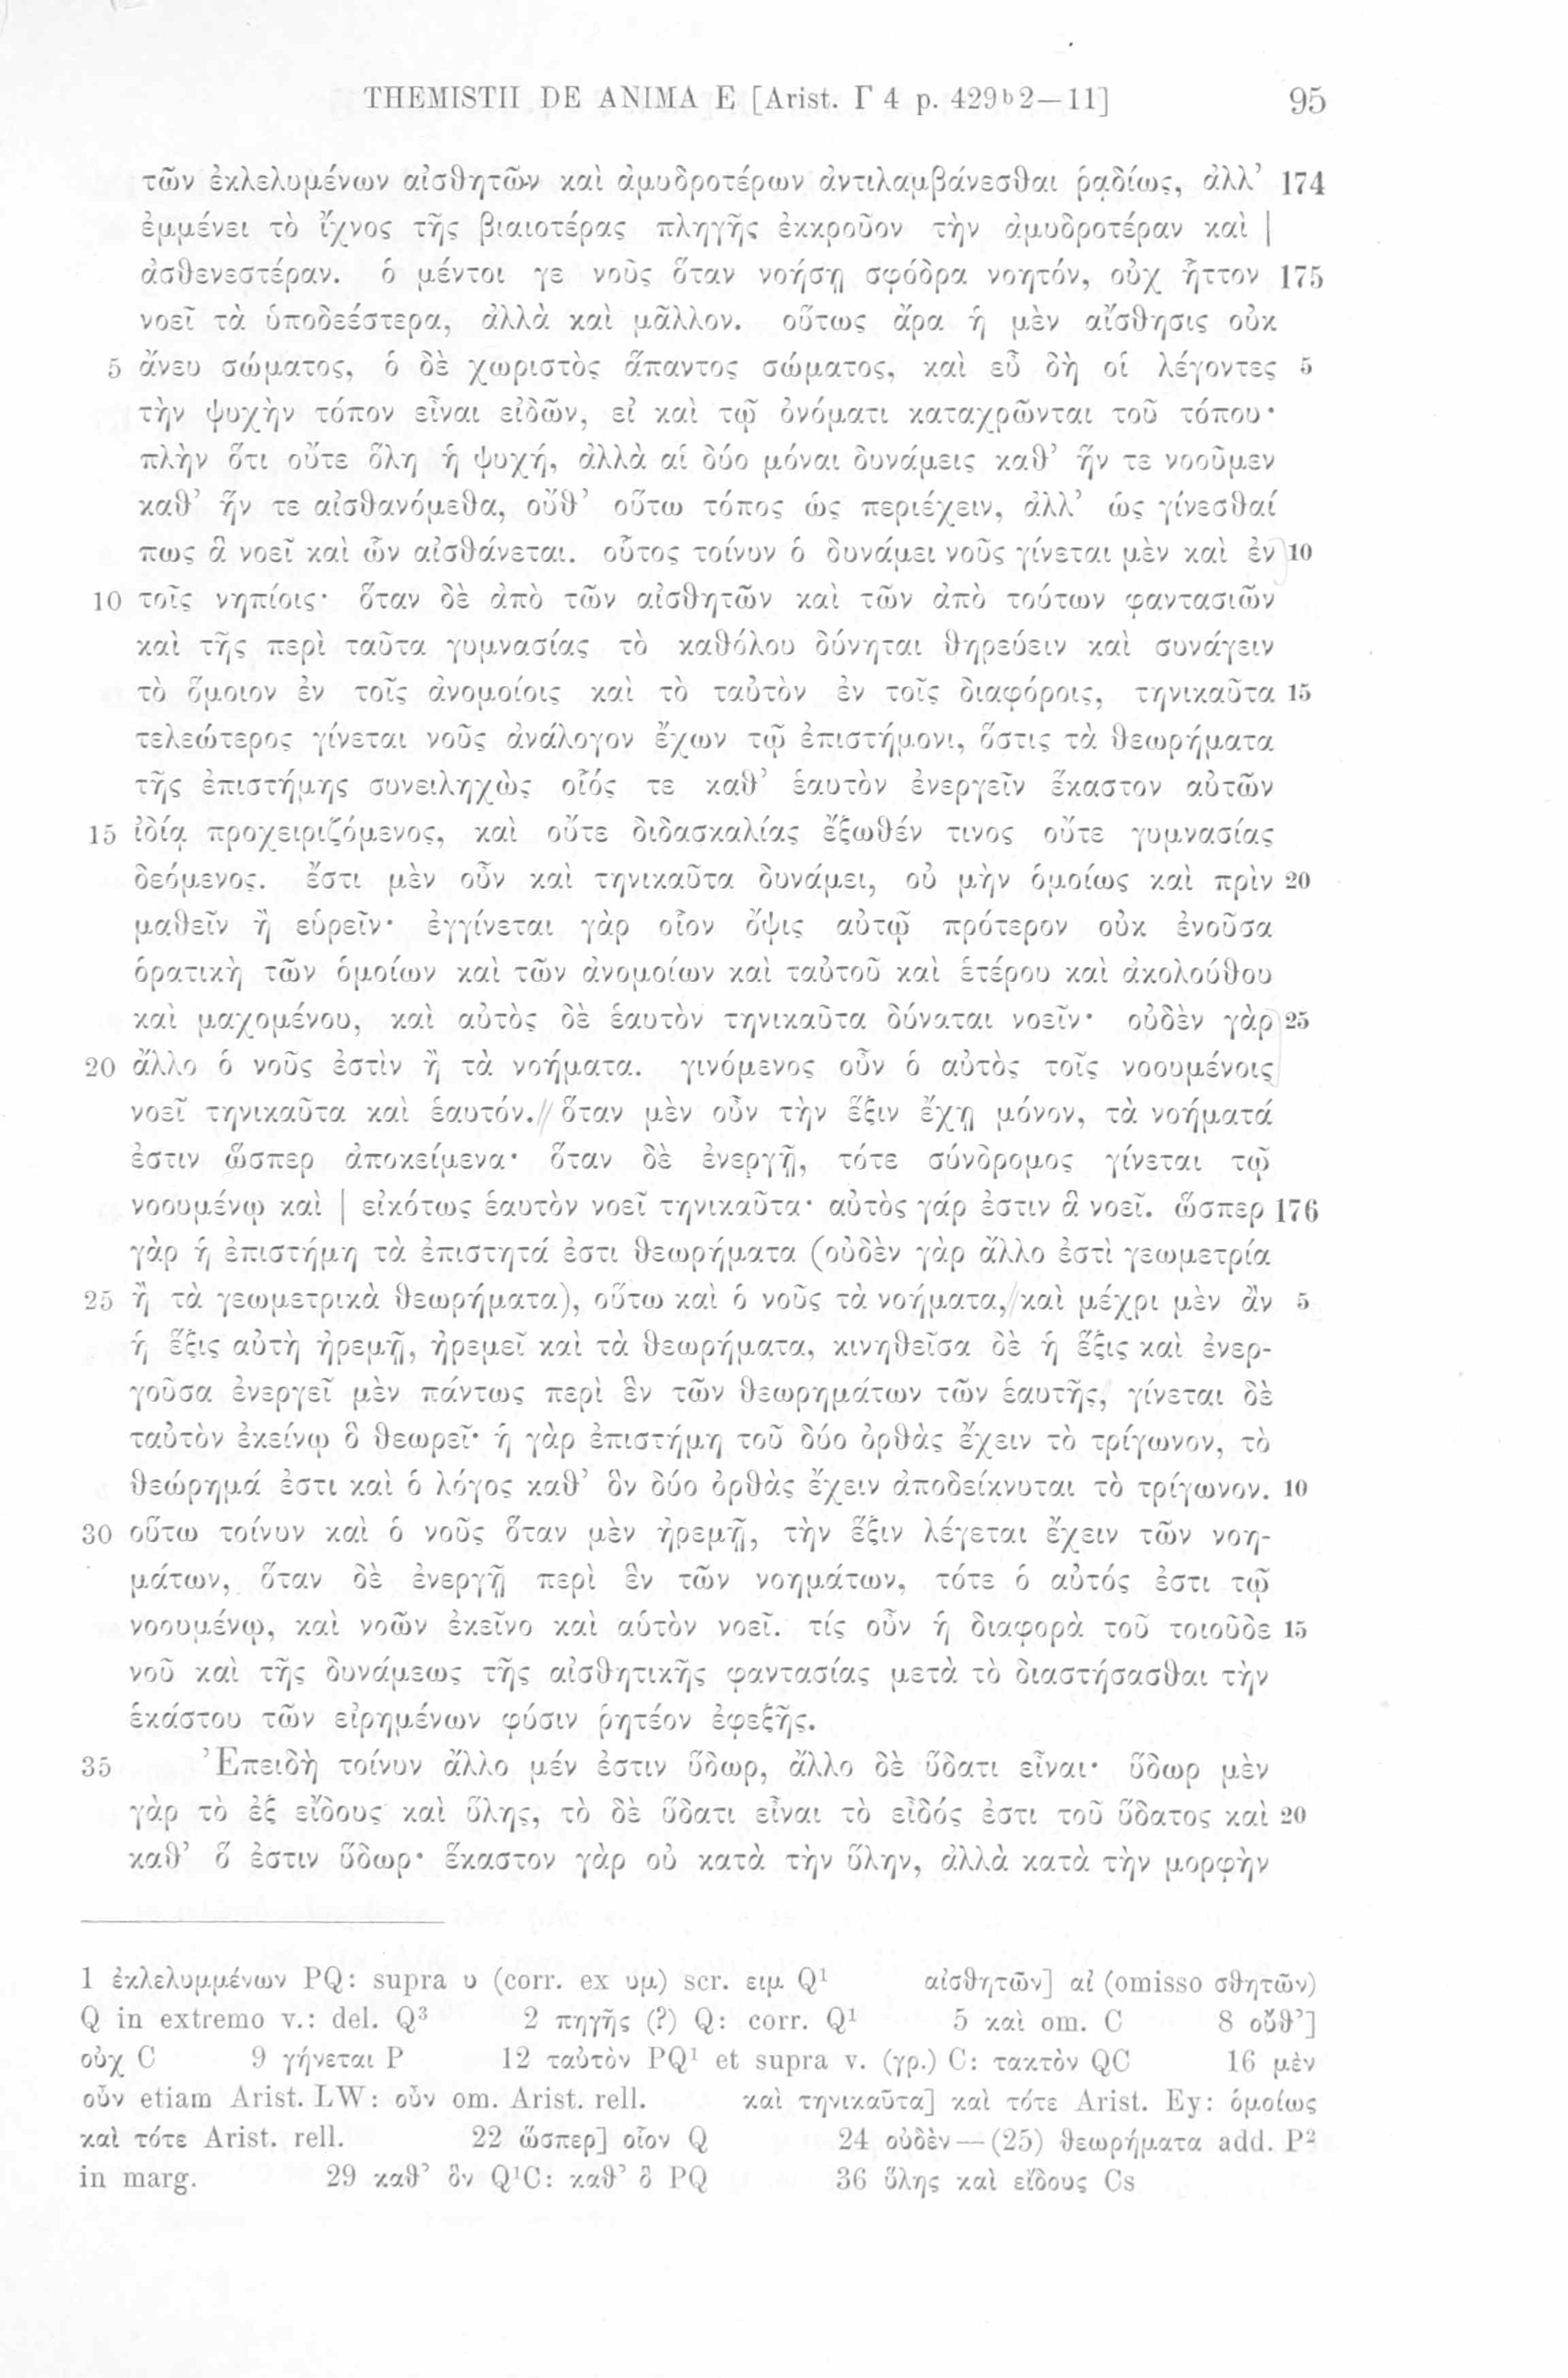 THEMISTII DE ANIMA E [Arist. Γ 4 p. 429ᵇ2—11] 95
τῶν ἐκλελυμένων αἰσθητῶν καὶ ἀμυδροτέρων ἀντιλαμβάνεσθαι ῥᾳδίως, ἀλλ’ 174
ἐμμένει τὸ ἴχνος τῆς βιαιοτέρας πληγῆς ἐκκροῦον τὴν ἀμυδροτέραν καὶ |
ἀσθενεστέραν. ὁ μέντοι γε νοῦς ὅταν νοήσῃ σφόδρα νοητόν, οὐχ ἧττον 175
νοεῖ τὰ ὑποδεέστερα, ἀλλὰ καὶ μᾶλλον. οὕτως ἄρα ἡ μὲν αἴσθησις οὐκ
5 ἄνευ σώματος, ὁ δὲ χωριστὸς ἅπαντος σώματος, καὶ εὖ δὴ οἱ λέγοντες 5
τὴν ψυχὴν τόπον εἶναι εἰδῶν, εἰ καὶ τῷ ὀνόματι καταχρῶνται τοῦ τόπου·
πλὴν ὅτι οὔτε ὅλη ἡ ψυχή, ἀλλὰ αἱ δύο μόναι δυνάμεις καθ’ ἥν τε νοοῦμεν
καθ’ ἥν τε αἰσθανόμεθα, οὔθ’ οὕτω τόπος ὡς περιέχειν, ἀλλ’ ὡς γίνεσθαί
πως ἃ νοεῖ καὶ ὧν αἰσθάνεται. οὗτος τοίνυν ὁ δυνάμει νοῦς γίνεται μὲν καὶ ἐν 10
10 τοῖς νηπίοις· ὅταν δὲ ἀπὸ τῶν αἰσθητῶν καὶ τῶν ἀπὸ τούτων φαντασιῶν
καὶ τῆς περὶ ταῦτα γυμνασίας τὸ καθόλου δύνηται θηρεύειν καὶ συνάγειν
τὸ ὅμοιον ἐν τοῖς ἀνομοίοις καὶ τὸ ταὐτὸν ἐν τοῖς διαφόροις, τηνικαῦτα 15
τελεώτερος γίνεται νοῦς ἀνάλογον ἔχων τῷ ἐπιστήμονι, ὅστις τὰ θεωρήματα
τῆς ἐπιστήμης συνειληχὼς οἷός τε καθ’ ἑαυτὸν ἐνεργεῖν ἕκαστον αὐτῶν
15 ἰδίᾳ προχειριζόμενος, καὶ οὔτε διδασκαλίας ἔξωθέν τινος οὔτε γυμνασίας
δεόμενος. ἔστι μὲν οὖν καὶ τηνικαῦτα δυνάμει, οὐ μὴν ὁμοίως καὶ πρὶν 20
μαθεῖν ἢ εὑρεῖν· ἐγγίνεται γὰρ οἷον ὄψις αὐτῷ πρότερον οὐκ ἐνοῦσα
ὁρατικὴ τῶν ὁμοίων καὶ τῶν ἀνομοίων καὶ ταὐτοῦ καὶ ἑτέρου καὶ ἀκολούθου
καὶ μαχομένου, καὶ αὐτὸς δὲ ἑαυτὸν τηνικαῦτα δύναται νοεῖν· οὐδὲν γὰρ 25
20 ἄλλο ὁ νοῦς ἐστὶν ἢ τὰ νοήματα. γινόμενος οὖν ὁ αὐτὸς τοῖς νοουμένοις
νοεῖ τηνικαῦτα καὶ ἑαυτόν.// ὅταν μὲν οὖν τὴν ἕξιν ἔχῃ μόνον, τὰ νοήματά
ἐστιν ὥσπερ ἀποκείμενα· ὅταν δὲ ἐνεργῇ, τότε σύνδρομος γίνεται τῷ
νοουμένῳ καὶ | εἰκότως ἑαυτὸν νοεῖ τηνικαῦτα· αὐτὸς γάρ ἐστιν ἃ νοεῖ. ὥσπερ 176
γὰρ ἡ ἐπιστήμη τὰ ἐπιστητά ἐστι θεωρήματα (οὐδὲν γὰρ ἄλλο ἐστὶ γεωμετρία
25 ἢ τὰ γεωμετρικὰ θεωρήματα), οὕτω καὶ ὁ νοῦς τὰ νοήματα,/ καὶ μέχρι μὲν ἂν 5
ἡ ἕξις αὐτὴ ἠρεμῇ, ἠρεμεῖ καὶ τὰ θεωρήματα, κινηθεῖσα δὲ ἡ ἕξις καὶ ἐνερ-
γοῦσα ἐνεργεῖ μὲν πάντως περὶ ἓν τῶν θεωρημάτων τῶν ἑαυτῆς, γίνεται δὲ
ταὐτὸν ἐκείνῳ ὃ θεωρεῖ· ἡ γὰρ ἐπιστήμη τοῦ δύο ὀρθὰς ἔχειν τὸ τρίγωνον, τὸ
θεώρημά ἐστι καὶ ὁ λόγος καθ’ ὃν δύο ὀρθὰς ἔχειν ἀποδείκνυται τὸ τρίγωνον. 10
30 οὕτω τοίνυν καὶ ὁ νοῦς ὅταν μὲν ἠρεμῇ, τὴν ἕξιν λέγεται ἔχειν τῶν νοη-
μάτων, ὅταν δὲ ἐνεργῇ περὶ ἓν τῶν νοημάτων, τότε ὁ αὐτός ἐστι τῷ
νοουμένῳ, καὶ νοῶν ἐκεῖνο καὶ αὑτὸν νοεῖ. τίς οὖν ἡ διαφορὰ τοῦ τοιοῦδε 15
νοῦ καὶ τῆς δυνάμεως τῆς αἰσθητικῆς φαντασίας μετὰ τὸ διαστήσασθαι τὴν
ἑκάστου τῶν εἰρημένων φύσιν ῥητέον ἐφεξῆς.
35 Ἐπειδὴ τοίνυν ἄλλο μέν ἐστιν ὕδωρ, ἄλλο δὲ ὕδατι εἶναι· ὕδωρ μὲν
γὰρ τὸ ἐξ εἴδους καὶ ὕλης, τὸ δὲ ὕδατι εἶναι τὸ εἶδός ἐστι τοῦ ὕδατος καὶ 20
καθ’ ὅ ἐστιν ὕδωρ· ἕκαστον γὰρ οὐ κατὰ τὴν ὕλην, ἀλλὰ κατὰ τὴν μορφὴν
1 ἐκλελυμμένων PQ: supra υ (corr. ex υμ) scr. ειμ Q¹ αἰσθητῶν] αἰ (omisso σθητῶν)
Q in extremo v.: del. Q³ 2 πηγῆς (?) Q: corr. Q¹ 5 καὶ om. C 8 οὔθ’]
οὐχ C 9 γήνεται P 12 ταὐτὸν PQ¹ et supra v. (γρ.) C: τακτὸν QC 16 μὲν
οὖν etiam Arist. LW: οὖν om. Arist. rell. καὶ τηνικαῦτα] καὶ τότε Arist. Ey: ὁμοίως
καὶ τότε Arist. rell. 22 ὥσπερ] οἷον Q 24 οὐδὲν — (25) θεωρήματα add. P²
in marg. 29 καθ’ ὃν Q¹C: καθ’ ὃ PQ 36 ὕλης καὶ εἴδους Cs